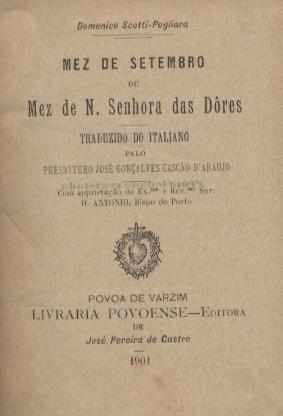 Domenico Scotti-Pagliara
MEZ DE SETEMBRO
OU
Mez de N. Senhora das Dôres
TRADUZIDO DO ITALIANO
PELO
PRESBYTERO JOSÉ GONÇALVES CASCÃO D'ARAUJO
Com approvação do Ex.mo e Rev.mo Snr.
D. ANTONIO, Bispo do Porto
POVOA DE VARZIM
LIVRARIA POVOENSE—EDITORA
DE
José Pereira de Castro
1901